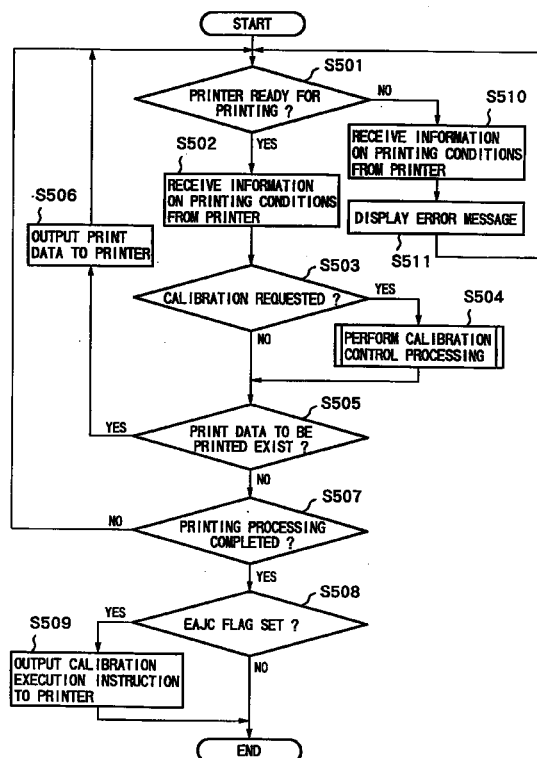 START
S501
PRINTER READY FOR
PRINTING ?
NO
S510
YES
S502
RECEIVE INFORMATION
ON PRINTING CONDITIONS
FROM PRINTER
RECEIVE INFORMATION
ON PRINTING CONDITIONS
FROM PRINTER
S506
OUTPUT PRINT
DATA TO PRINTER
DISPLAY ERROR MESSAGE
S511
S503
CALIBRATION REQUESTED ?
YES
S504
NO
PERFORM CALIBRATION
CONTROL PROCESSING
S505
PRINT DATA TO BE
PRINTED EXIST ?
YES
NO
S507
PRINTING PROCESSING
COMPLETED ?
NO
YES
S508
EAJC FLAG SET ?
YES
S509
NO
OUTPUT CALIBRATION
EXECUTION INSTRUCTION
TO PRINTER
END